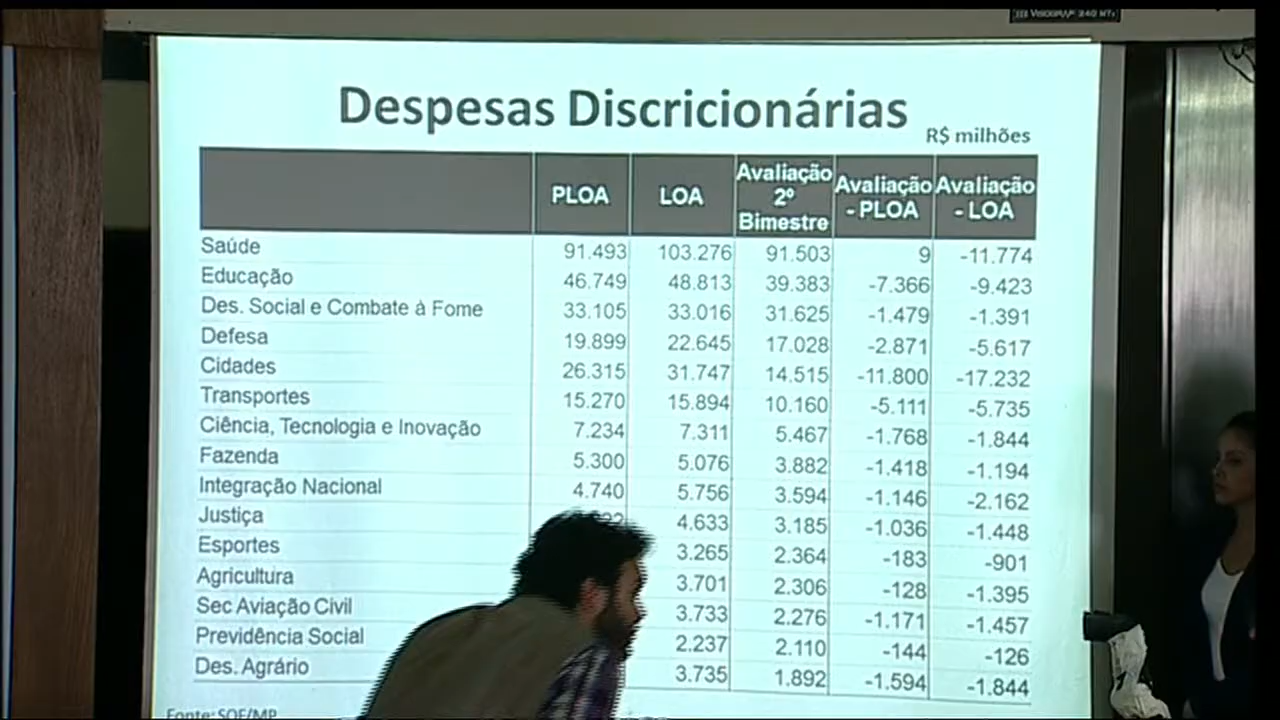 Despesas Discricionárias
R$ milhões
PLOA LOA Avaliação 2º Bimestre Avaliação - PLOA Avaliação - LOA
Saúde 91.493 103.276 91.503 9 -11.774
Educação 46.749 48.813 39.383 -7.366 -9.423
Des. Social e Combate à Fome 33.105 33.016 31.625 -1.479 -1.391
Defesa 19.899 22.645 17.028 -2.871 -5.617
Cidades 26.315 31.747 14.515 -11.800 -17.232
Transportes 15.270 15.894 10.160 -5.111 -5.735
Ciência, Tecnologia e Inovação 7.234 7.311 5.467 -1.768 -1.844
Fazenda 5.300 5.076 3.882 -1.418 -1.194
Integração Nacional 4.740 5.756 3.594 -1.146 -2.162
Justiça 4.633 3.185 -1.036 -1.448
Esportes 3.265 2.364 -183 -901
Agricultura 3.701 2.306 -128 -1.395
Sec Aviação Civil 3.733 2.276 -1.171 -1.457
Previdência Social 2.237 2.110 -144 -126
Des. Agrário 3.735 1.892 -1.594 -1.844
Fonte: SOF/MP